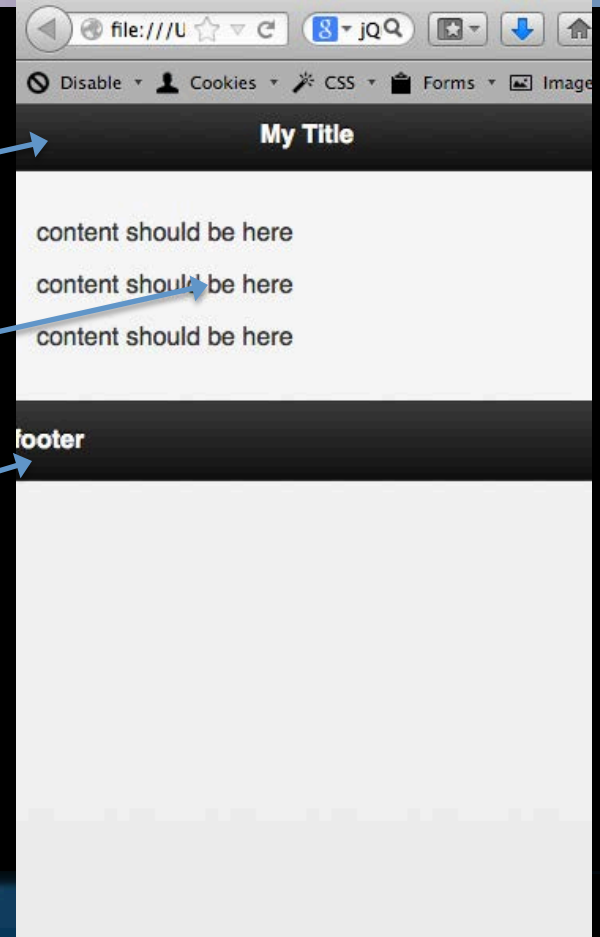 file:///U 8 jQ
Disable Cookies CSS Forms Image
My Title
content should be here
content should be here
content should be here
footer